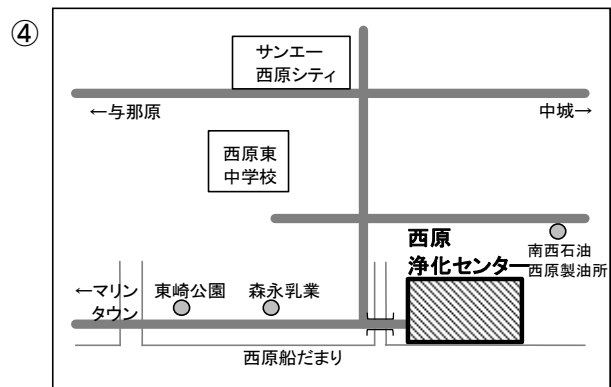 ④
サンエー
西原シティ
←与那原
中城→
西原東
中学校
西原
浄化センター
南西石油
西原製油所
←マリン
タウン
東崎公園
森永乳業
西原船だまり